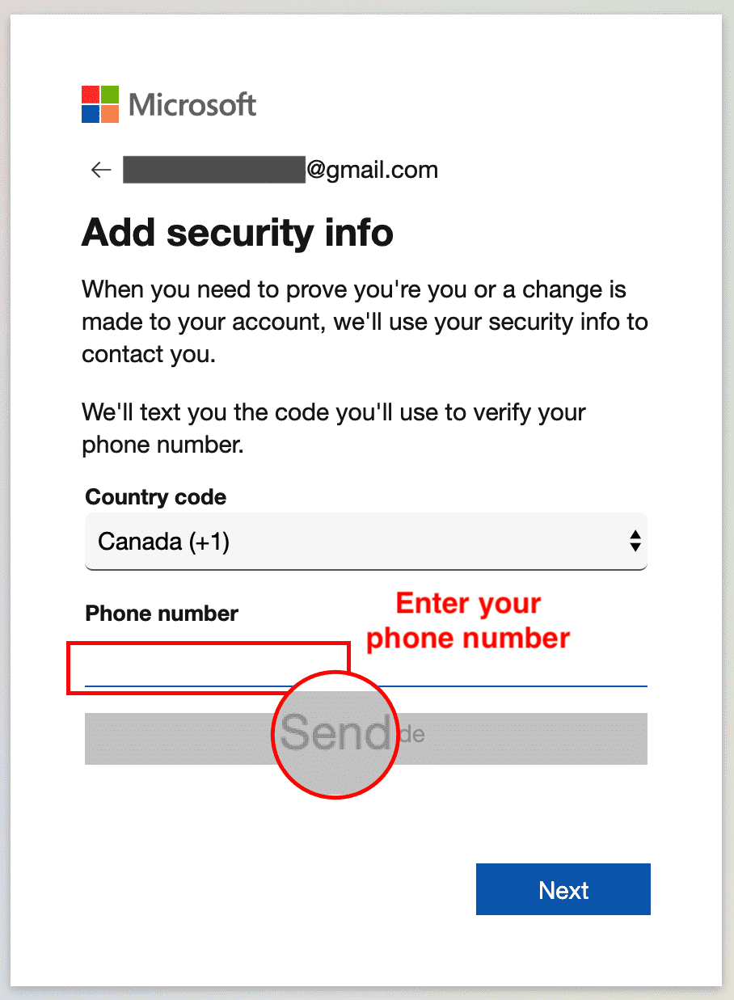 Microsoft
@gmail.com
Add security info
When you need to prove you're you or a change is
made to your account, we'll use your security info to
contact you.
We'll text you the code you'll use to verify your
phone number.
Country code
Canada (+1)
Phone number
Enter your
phone number
Send de
Next